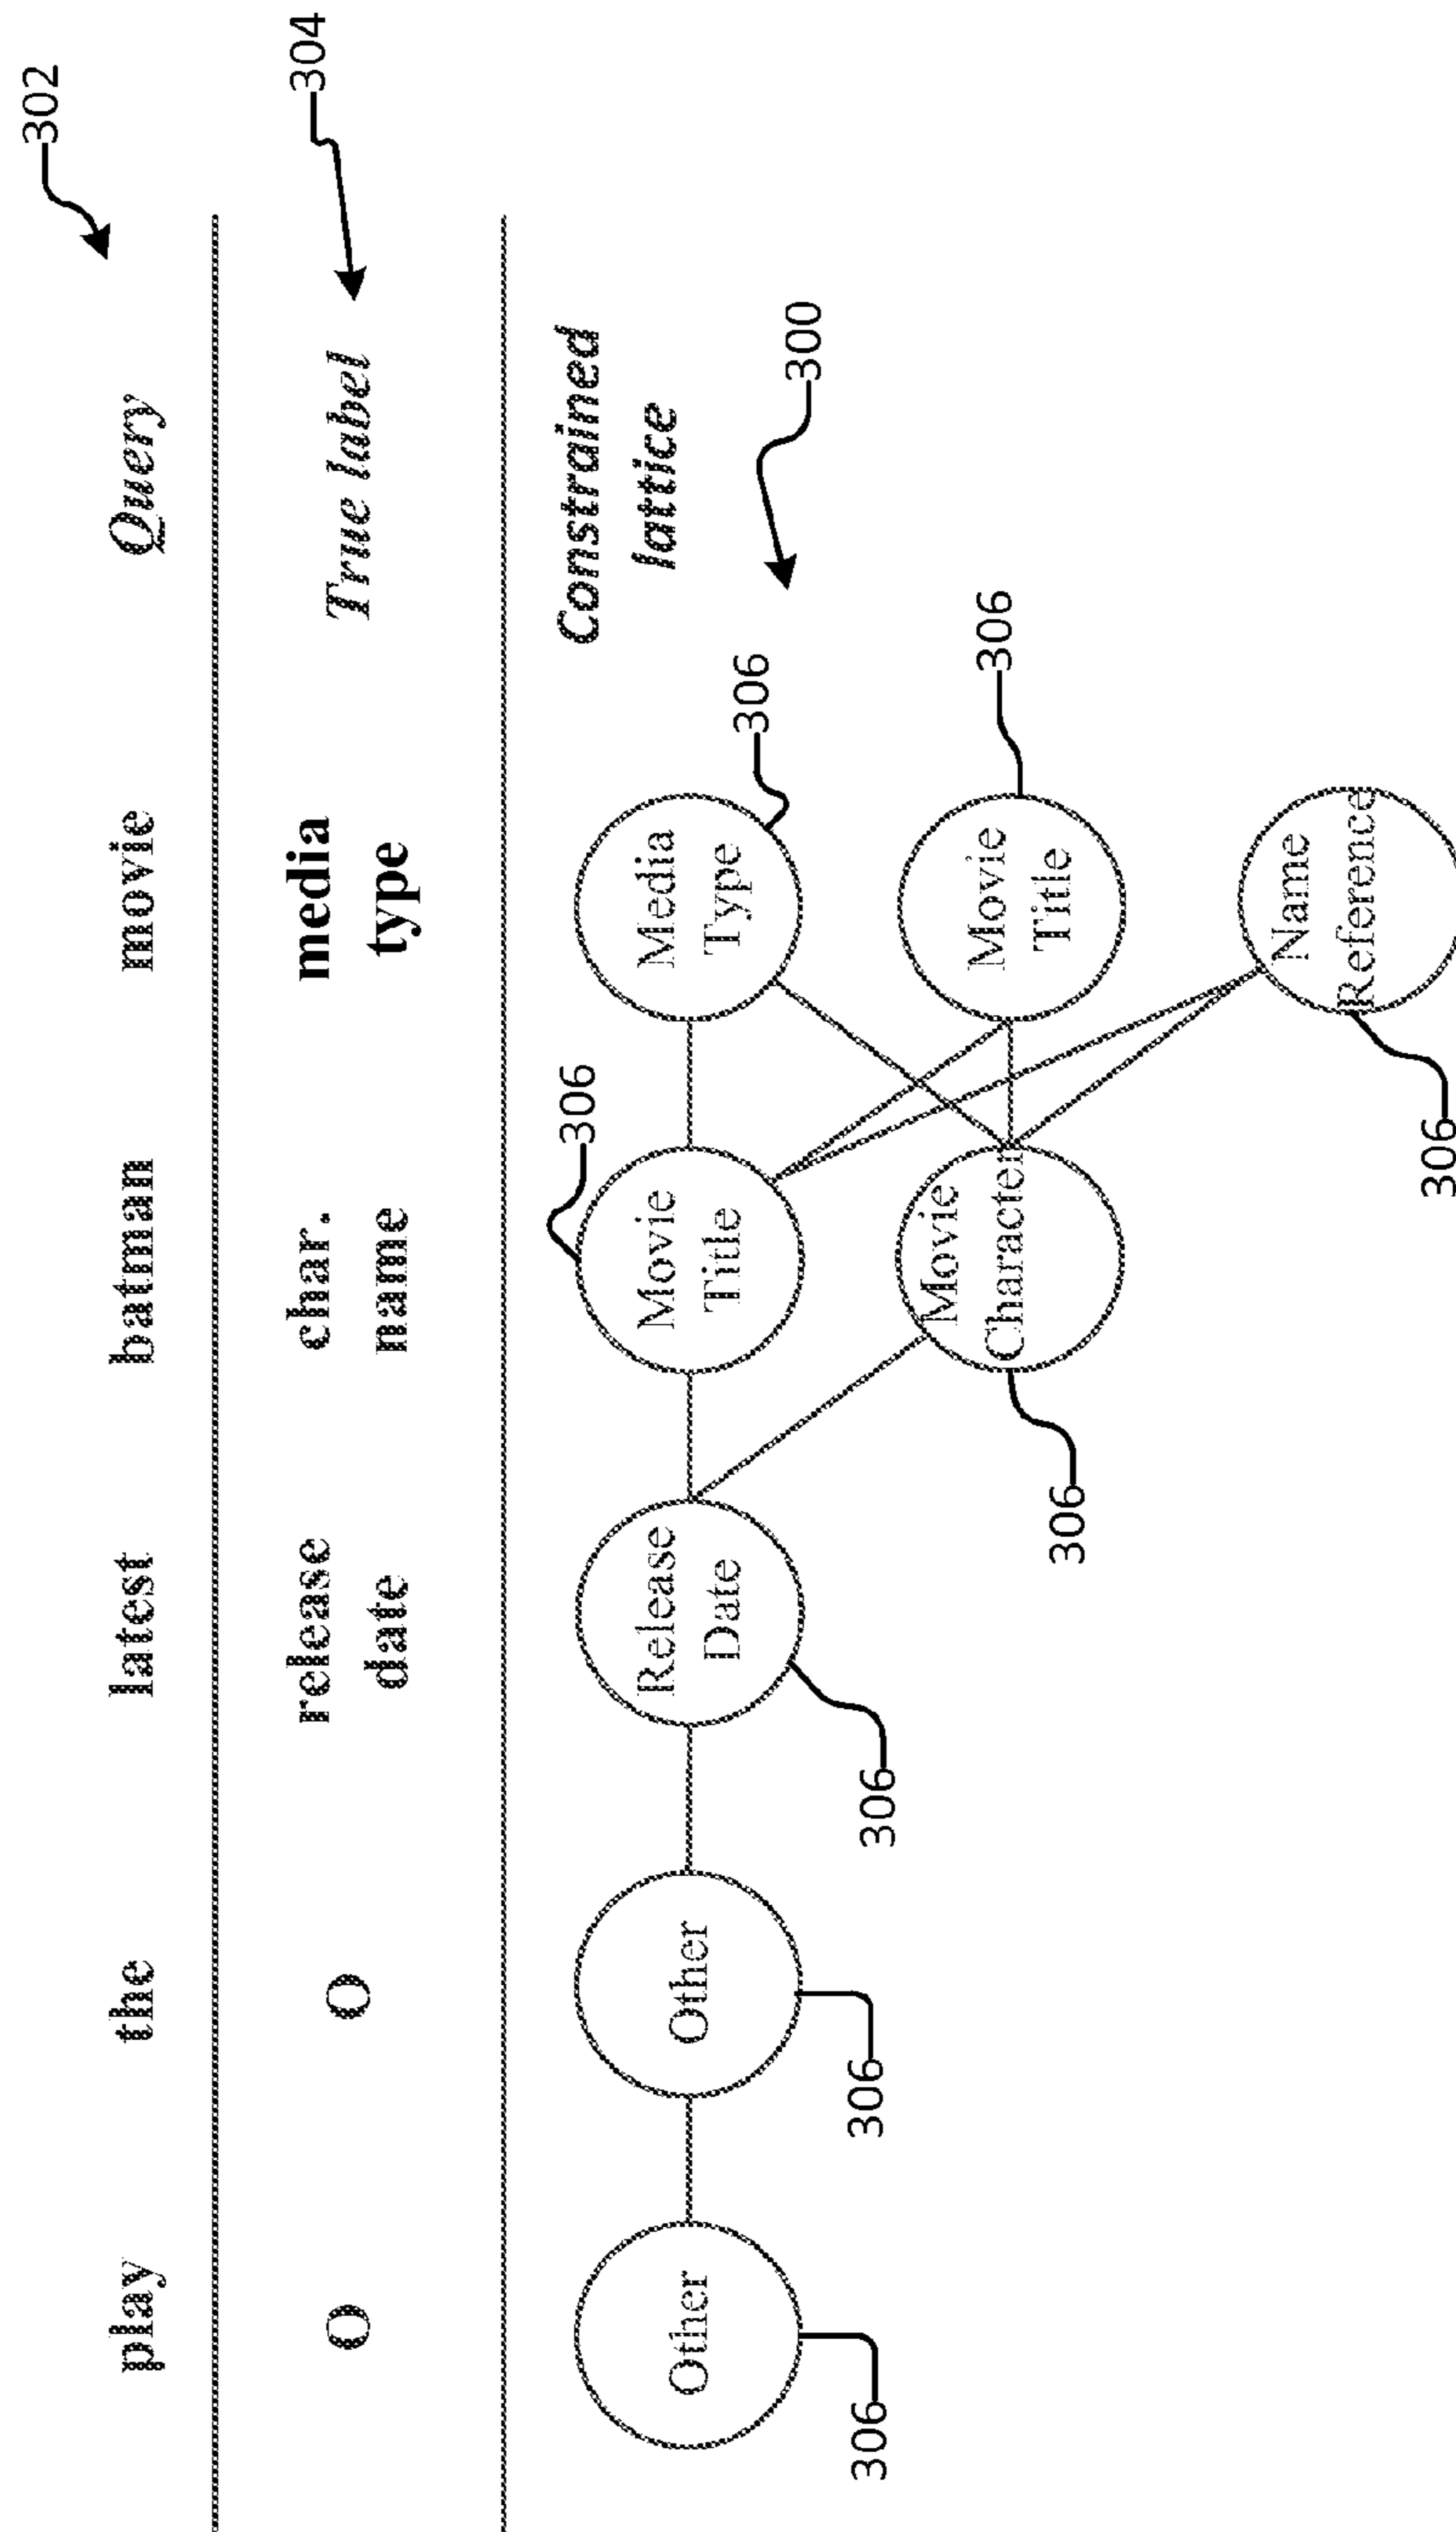 302
play the latest batman movie Query
304
O O release date char. name media type True label
Constrained
lattice
300
Other
Other
Release
Date
Movie
Title
Media
Type
Movie
Character
Movie
Title
Name
Reference
306
306
306
306
306
306
306
306